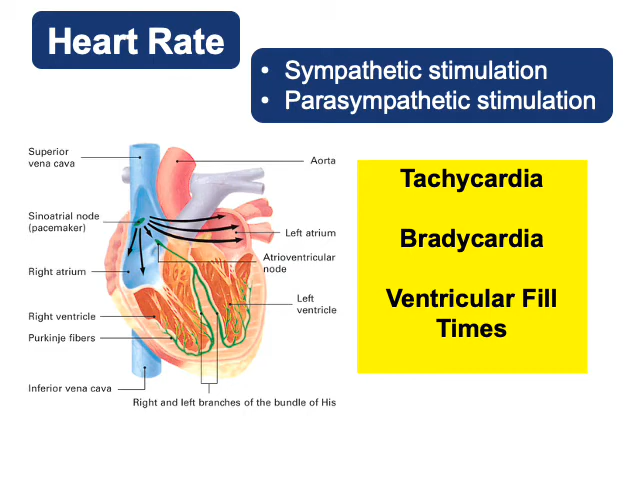 Heart Rate
• Sympathetic stimulation
• Parasympathetic stimulation
Superior
vena cava
Aorta
Sinoatrial node
(pacemaker)
Left atrium
Atrioventricular
node
Right atrium
Left
ventricle
Right ventricle
Purkinje fibers
Inferior vena cava
Right and left branches of the bundle of His
Tachycardia
Bradycardia
Ventricular Fill
Times